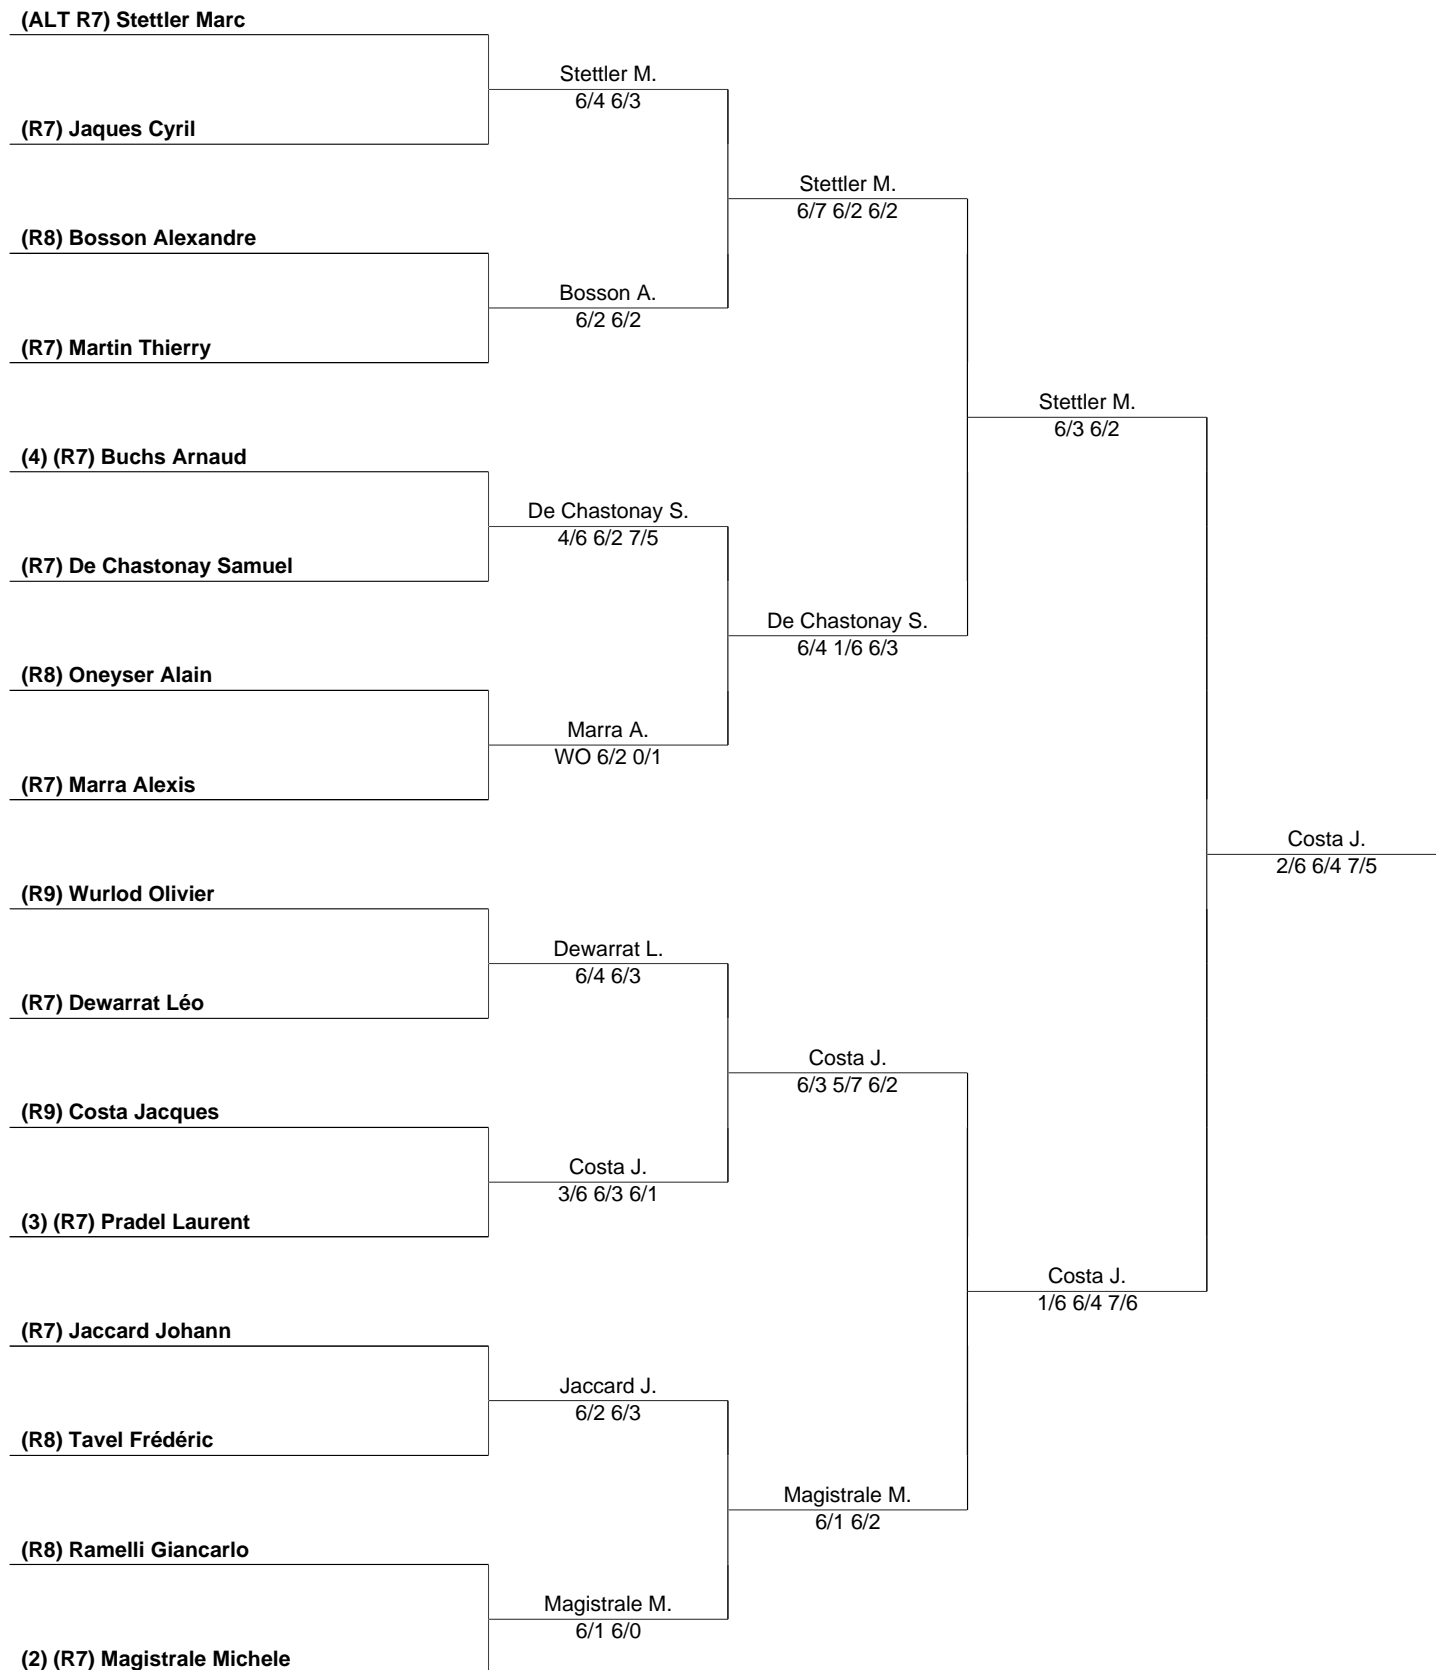 (ALT R7) Stettler Marc
Stettler M.
6/4 6/3
(R7) Jaques Cyril
Stettler M.
6/7 6/2 6/2
(R8) Bosson Alexandre
Bosson A.
6/2 6/2
(R7) Martin Thierry
Stettler M.
6/3 6/2
(4) (R7) Buchs Arnaud
De Chastonay S.
4/6 6/2 7/5
(R7) De Chastonay Samuel
De Chastonay S.
6/4 1/6 6/3
(R8) Oneyser Alain
Marra A.
WO 6/2 0/1
(R7) Marra Alexis
Costa J.
2/6 6/4 7/5
(R9) Wurlod Olivier
Dewarrat L.
6/4 6/3
(R7) Dewarrat Léo
Costa J.
6/3 5/7 6/2
(R9) Costa Jacques
Costa J.
3/6 6/3 6/1
(3) (R7) Pradel Laurent
Costa J.
1/6 6/4 7/6
(R7) Jaccard Johann
Jaccard J.
6/2 6/3
(R8) Tavel Frédéric
Magistrale M.
6/1 6/2
(R8) Ramelli Giancarlo
Magistrale M.
6/1 6/0
(2) (R7) Magistrale Michele